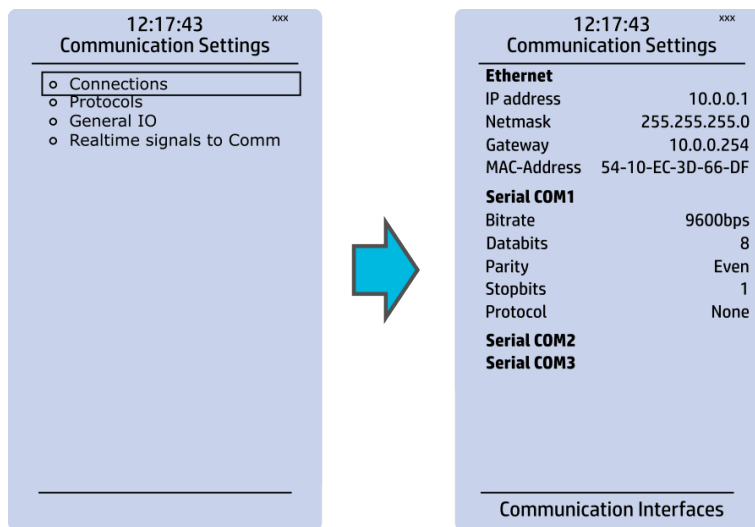 12:17:43 xxx
Communication Settings
Connections
Protocols
General IO
Realtime signals to Comm
12:17:43 xxx
Communication Settings
Ethernet
IP address 10.0.0.1
Netmask 255.255.255.0
Gateway 10.0.0.254
MAC-Address 54-10-EC-3D-66-DF
Serial COM1
Bitrate 9600bps
Databits 8
Parity Even
Stopbits 1
Protocol None
Serial COM2
Serial COM3
Communication Interfaces